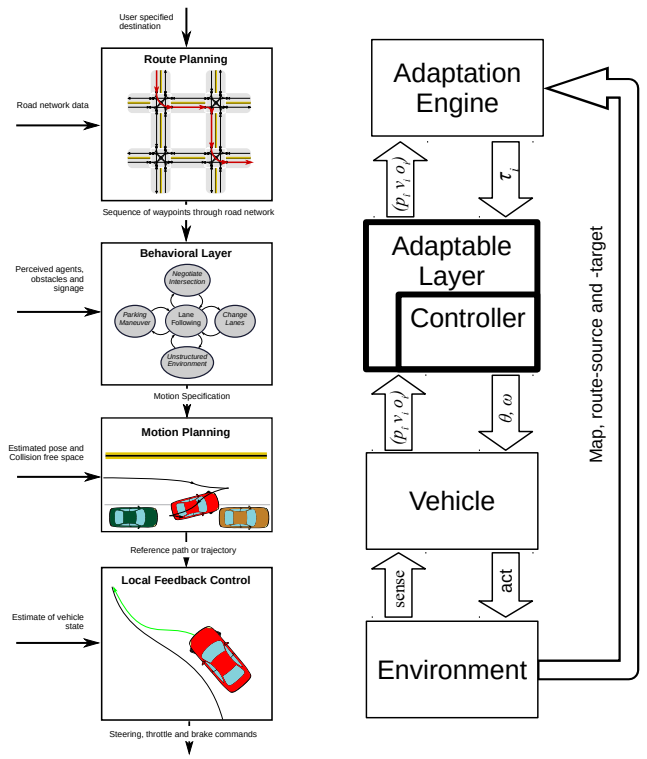 User specified
destination
Route Planning
Road network data
Sequence of waypoints through road network
Behavioral Layer
Perceived agents,
obstacles and
signage
Negotiate
Intersection
Parking
Maneuver
Lane
Following
Change
Lanes
Unstructured
Environment
Motion Specification
Motion Planning
Estimated pose and
Collision free space
Reference path or trajectory
Local Feedback Control
Estimate of vehicle
state
Steering, throttle and brake commands
Adaptation
Engine
(p_i v_i o_i)
τ_i
Adaptable
Layer
Controller
(p_i v_i o_i)
θ, ω
Vehicle
sense
act
Environment
Map, route-source and -target